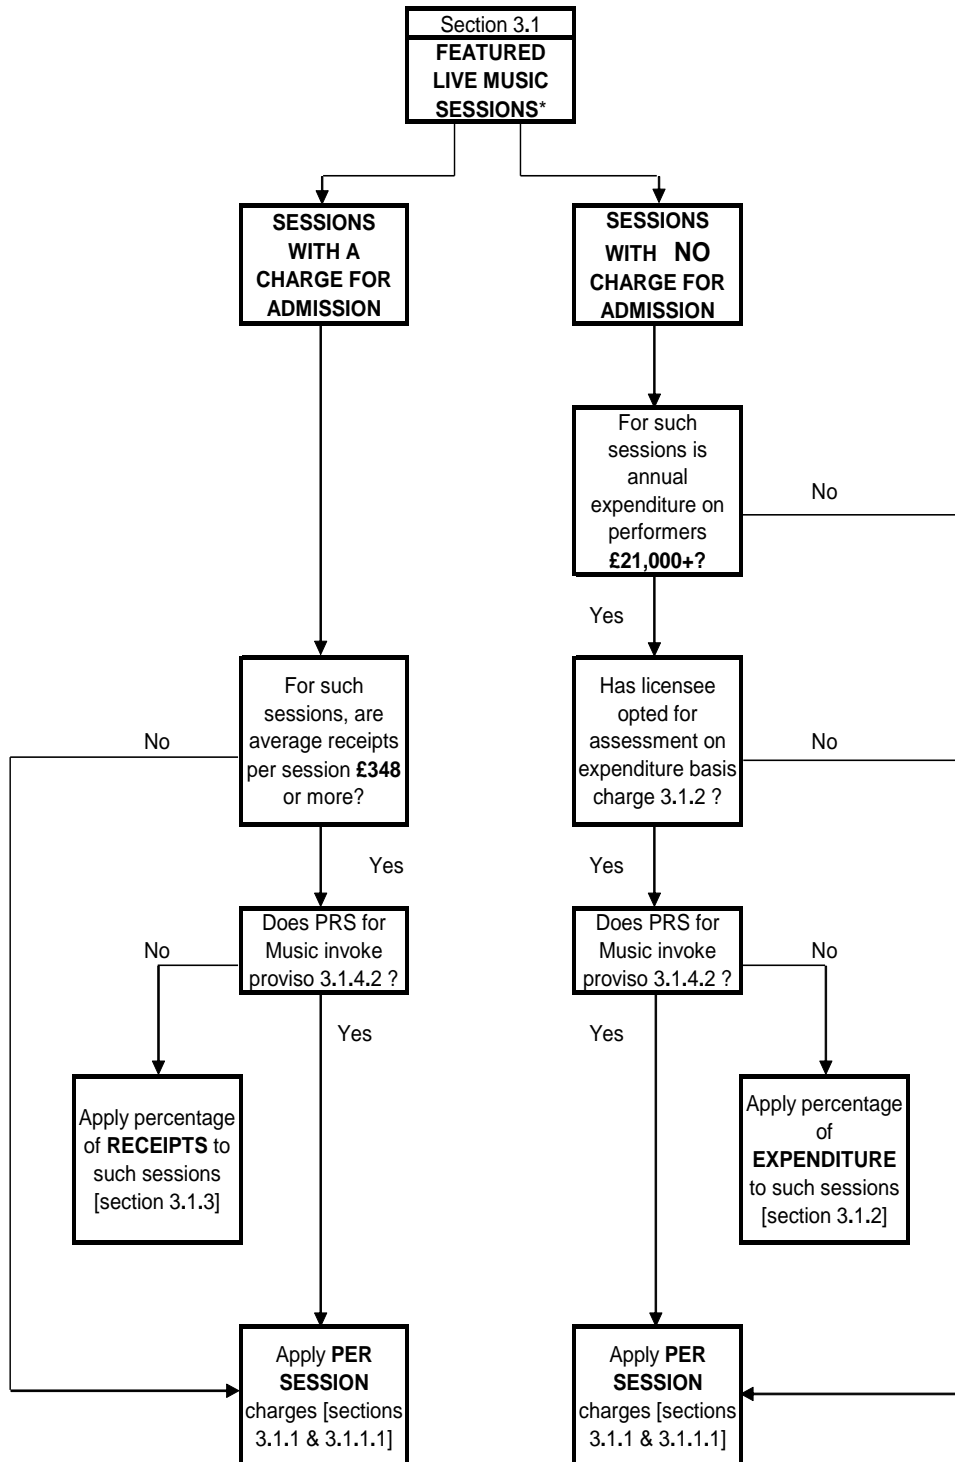 Section 3.1
FEATURED
LIVE MUSIC
SESSIONS*
SESSIONS
WITH A
CHARGE FOR
ADMISSION
SESSIONS
WITH NO
CHARGE FOR
ADMISSION
For such
sessions is
annual
expenditure on
performers
£21,000+?
No
Yes
For such
sessions, are
average receipts
per session £348
or more?
No
Yes
Has licensee
opted for
assessment on
expenditure basis
charge 3.1.2 ?
No
Yes
Does PRS for
Music invoke
proviso 3.1.4.2 ?
No
Yes
Does PRS for
Music invoke
proviso 3.1.4.2 ?
No
Yes
Apply percentage
of RECEIPTS to
such sessions
[section 3.1.3]
Apply percentage
of
EXPENDITURE
to such sessions
[section 3.1.2]
Apply PER
SESSION
charges [sections
3.1.1 & 3.1.1.1]
Apply PER
SESSION
charges [sections
3.1.1 & 3.1.1.1]